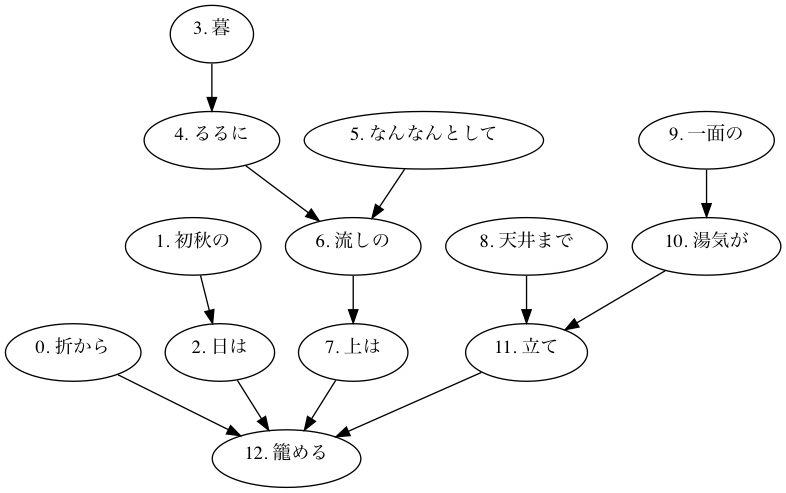 3. 暮
4. るるに
5. なんなんとして
9. 一面の
1. 初秋の
6. 流しの
8. 天井まで
10. 湯気が
0. 折から
2. 日は
7. 上は
11. 立て
12. 籠める